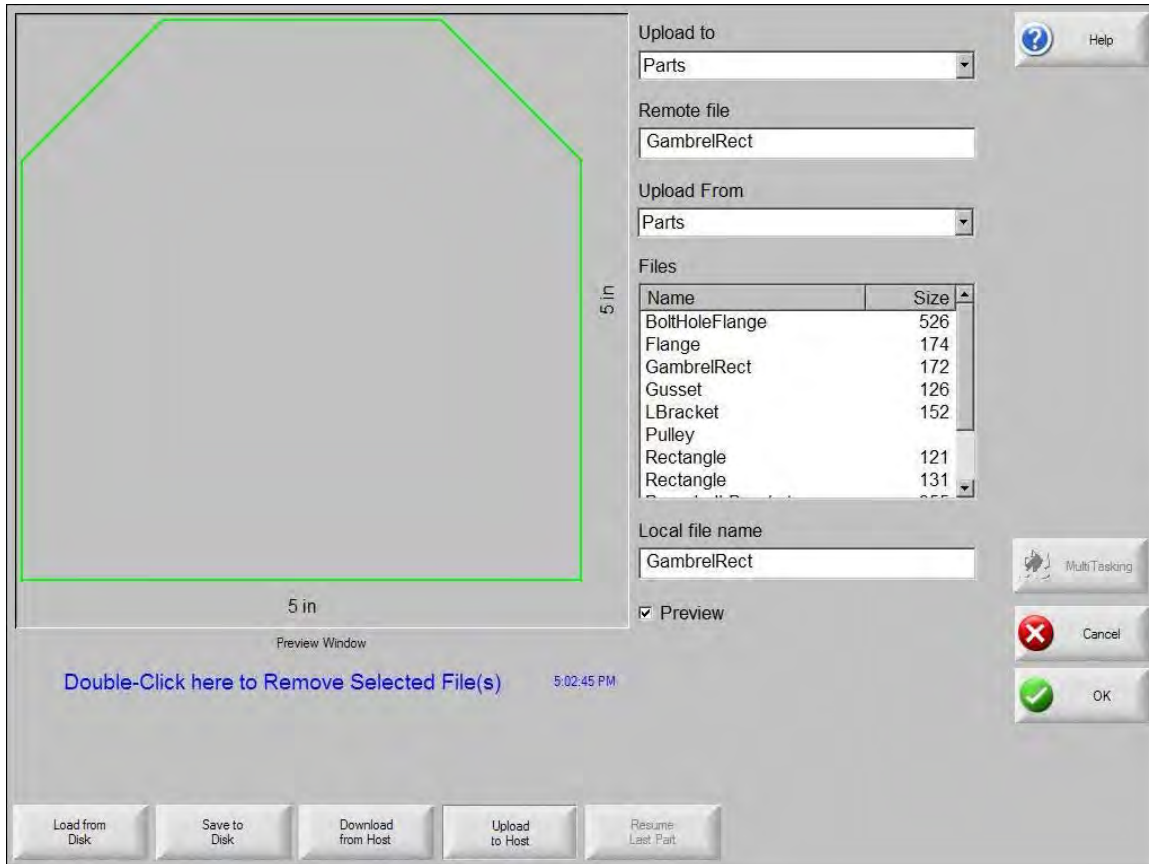 Upload to
Parts
Remote file
GambrelRect
Upload From
Parts
Files
Name Size
BoltHoleFlange 526
Flange 174
GambrelRect 172
Gusset 126
LBracket 152
Pulley
Rectangle 121
Rectangle 131
Local file name
GambrelRect
Preview
5 in
5 in
Preview Window
Double-Click here to Remove Selected File(s) 5:02:45 PM
Help
MultiTasking
Cancel
OK
Load from
Disk
Save to
Disk
Download
from Host
Upload
to Host
Resume
Last Part